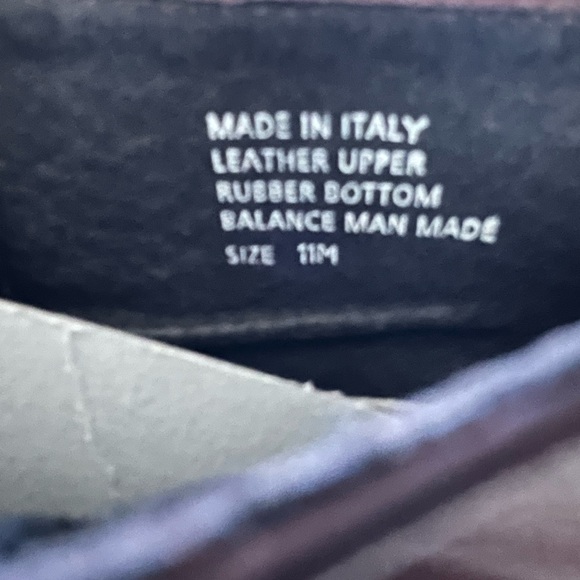 MADE IN ITALY
LEATHER UPPER
RUBBER BOTTOM
BALANCE MAN MADE
SIZE 11M